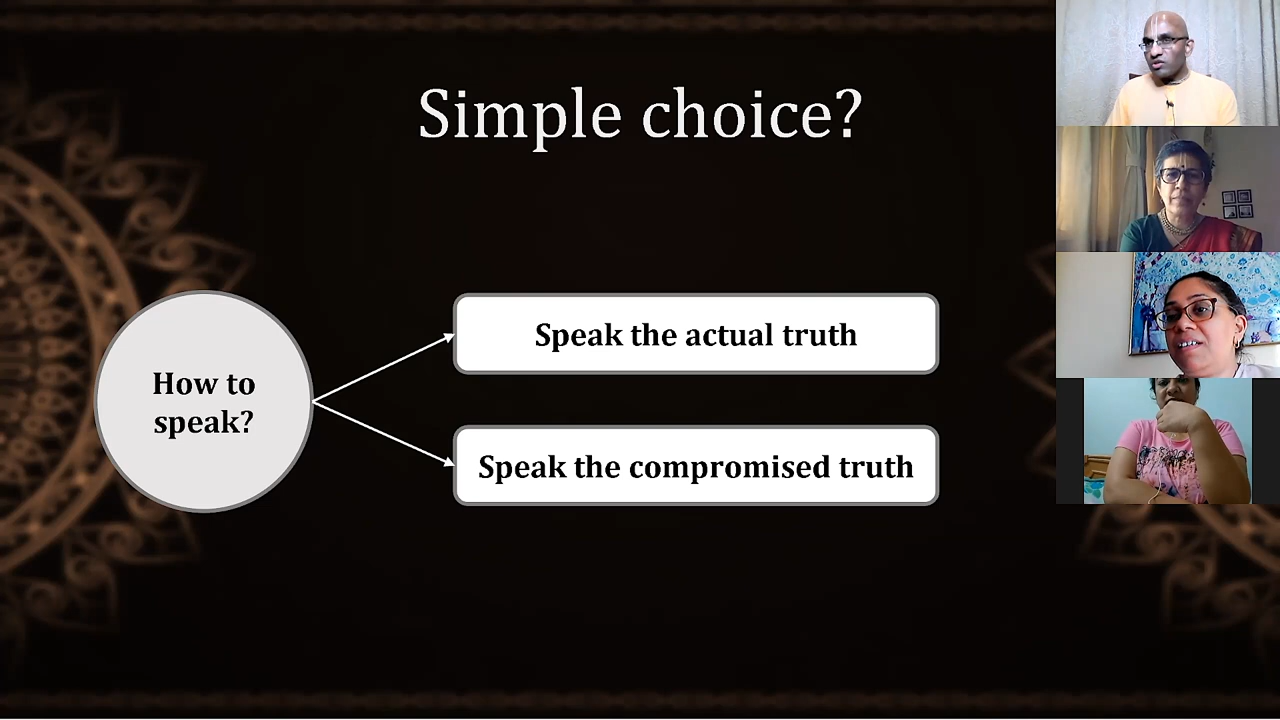 Simple choice?
How to
speak?
Speak the actual truth
Speak the compromised truth